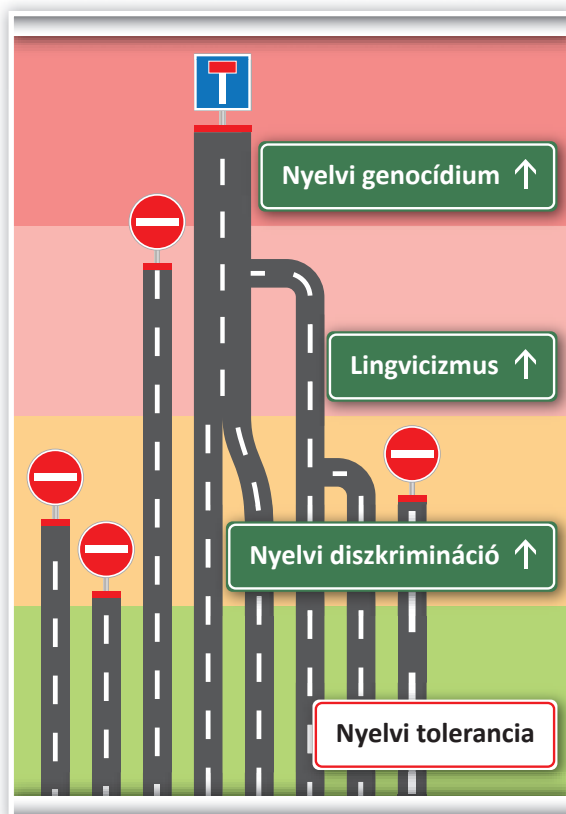 Nyelvi genocídium ↑
Lingvicizmus ↑
Nyelvi diszkrimináció ↑
Nyelvi tolerancia